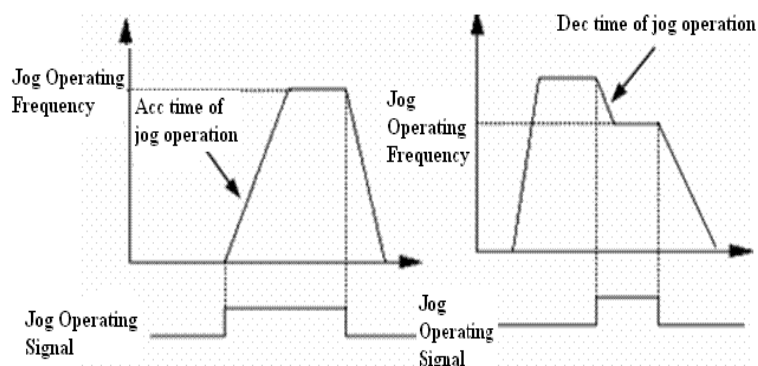 Jog Operating
Frequency
Acc time of
jog operation
Jog Operating
Signal
Dec time of jog operation
Jog
Operating
Frequency
Jog
Operating
Signal